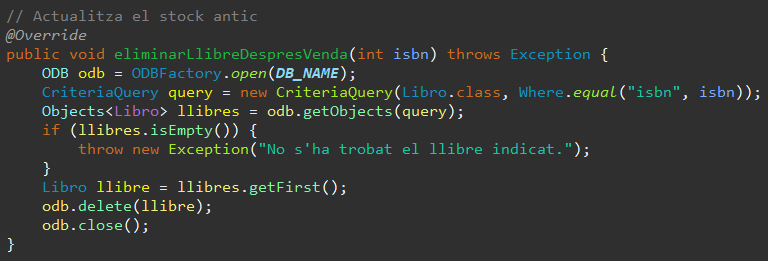 // Actualitza el stock antic
@Override
public void eliminarLlibreDespresVenda(int isbn) throws Exception {
    ODB odb = ODBFactory.open(DB_NAME);
    CriteriaQuery query = new CriteriaQuery(Libro.class, Where.equal("isbn", isbn));
    Objects<Libro> llibres = odb.getObjects(query);
    if (llibres.isEmpty()) {
        throw new Exception("No s'ha trobat el llibre indicat.");
    }
    Libro llibre = llibres.getFirst();
    odb.delete(llibre);
    odb.close();
}